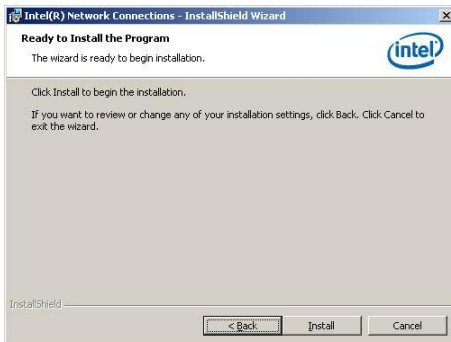 Intel(R) Network Connections - InstallShield Wizard
Ready to Install the Program
The wizard is ready to begin installation.
intel
Click Install to begin the installation.
If you want to review or change any of your installation settings, click Back. Click Cancel to
exit the wizard.
InstallShield
< Back Install Cancel